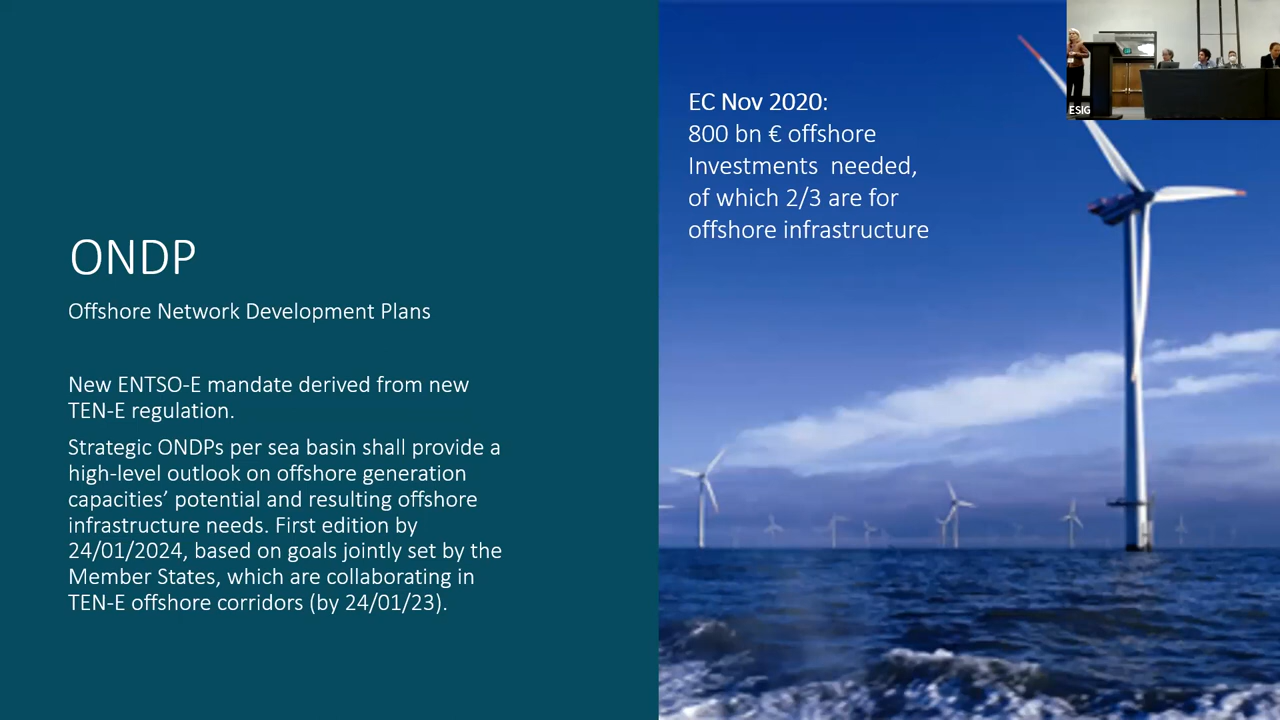 ONDP
Offshore Network Development Plans
New ENTSO-E mandate derived from new
TEN-E regulation.
Strategic ONDPs per sea basin shall provide a
high-level outlook on offshore generation
capacities’ potential and resulting offshore
infrastructure needs. First edition by
24/01/2024, based on goals jointly set by the
Member States, which are collaborating in
TEN-E offshore corridors (by 24/01/23).
EC Nov 2020:
800 bn € offshore
Investments  needed,
of which 2/3 are for
offshore infrastructure
ESIG